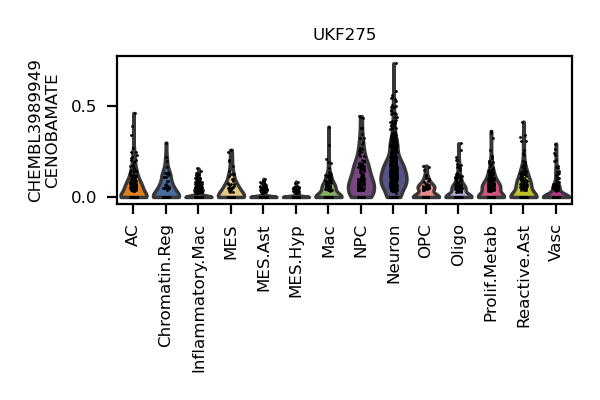 UKF275
CHEMBL3989949
CENOBAMATE
0.5
0.0
AC
Chromatin.Reg
Inflammatory.Mac
MES
MES.Ast
MES.Hyp
Mac
NPC
Neuron
OPC
Oligo
Prolif.Metab
Reactive.Ast
Vasc